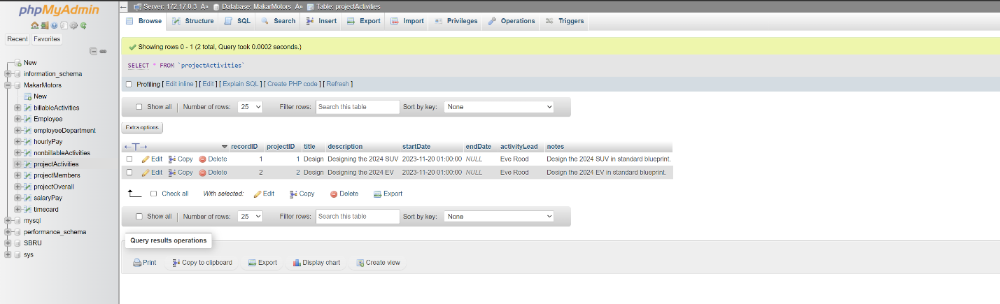 phpMyAdmin
Recent Favorites
New
information_schema
MakarMotors
New
billableActivities
Employee
employeeDepartment
hourlyPay
nonbillableActivities
projectActivities
projectMembers
projectOverall
salaryPay
timecard
mysql
performance_schema
SBRU
sys
Server: 172.17.0.3 Â» Database: MakarMotors Â» Table: projectActivities
Browse Structure SQL Search Insert Export Import Privileges Operations Triggers
Showing rows 0 - 1 (2 total, Query took 0.0002 seconds.)
SELECT * FROM `projectActivities`
Profiling [ Edit inline ] [ Edit ] [ Explain SQL ] [ Create PHP code ] [ Refresh ]
Show all Number of rows: 25 Filter rows: Search this table Sort by key: None
Extra options
←T→ recordID projectID title description startDate endDate activityLead notes
Edit Copy Delete 1 1 Design Designing the 2024 SUV 2023-11-20 01:00:00 NULL Eve Rood Design the 2024 SUV in standard blueprint.
Edit Copy Delete 2 2 Design Designing the 2024 EV 2023-11-20 01:00:00 NULL Eve Rood Design the 2024 EV in standard blueprint.
Check all With selected: Edit Copy Delete Export
Show all Number of rows: 25 Filter rows: Search this table Sort by key: None
Query results operations
Print Copy to clipboard Export Display chart Create view